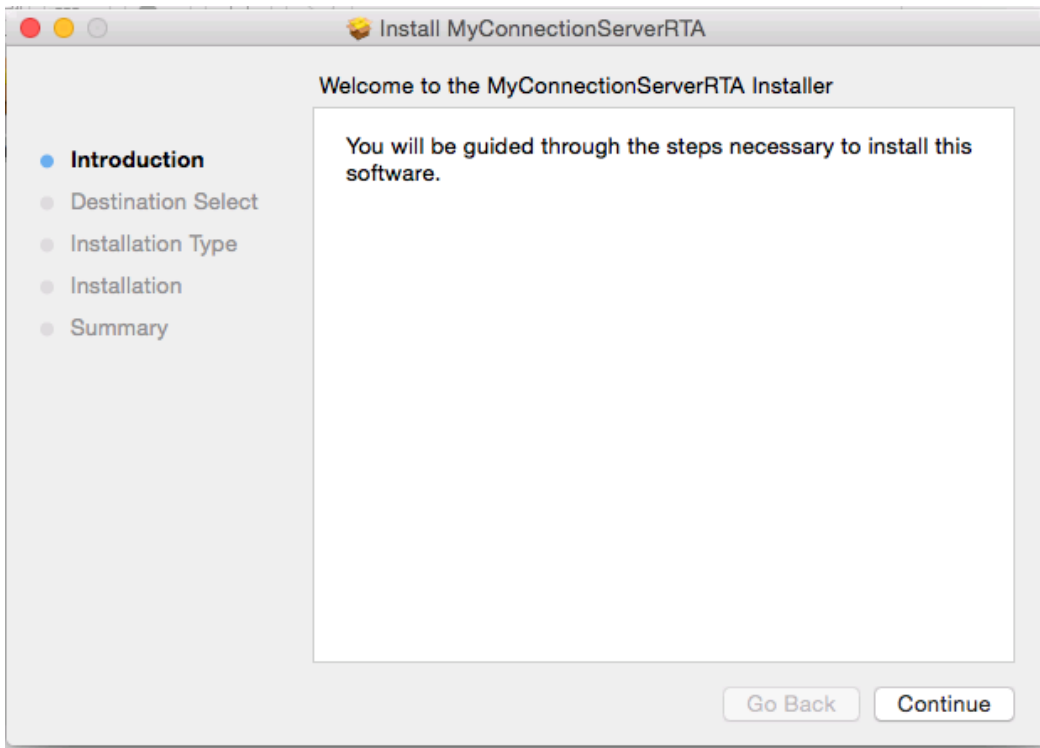 Install MyConnectionServerRTA
Welcome to the MyConnectionServerRTA Installer
Introduction
Destination Select
Installation Type
Installation
Summary
You will be guided through the steps necessary to install this
software.
Go Back
Continue